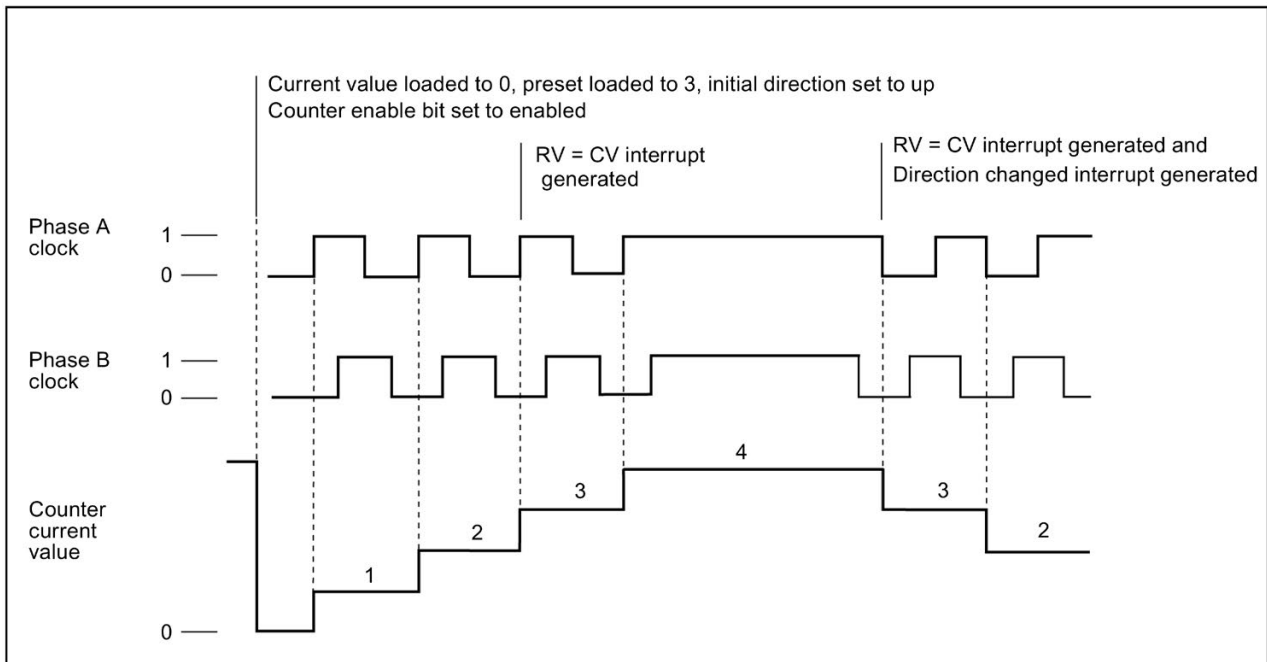 Current value loaded to 0, preset loaded to 3, initial direction set to up
Counter enable bit set to enabled
RV = CV interrupt
generated
RV = CV interrupt generated and
Direction changed interrupt generated
Phase A
clock
1
0
Phase B
clock
1
0
Counter
current
value
0
1
2
3
4
3
2